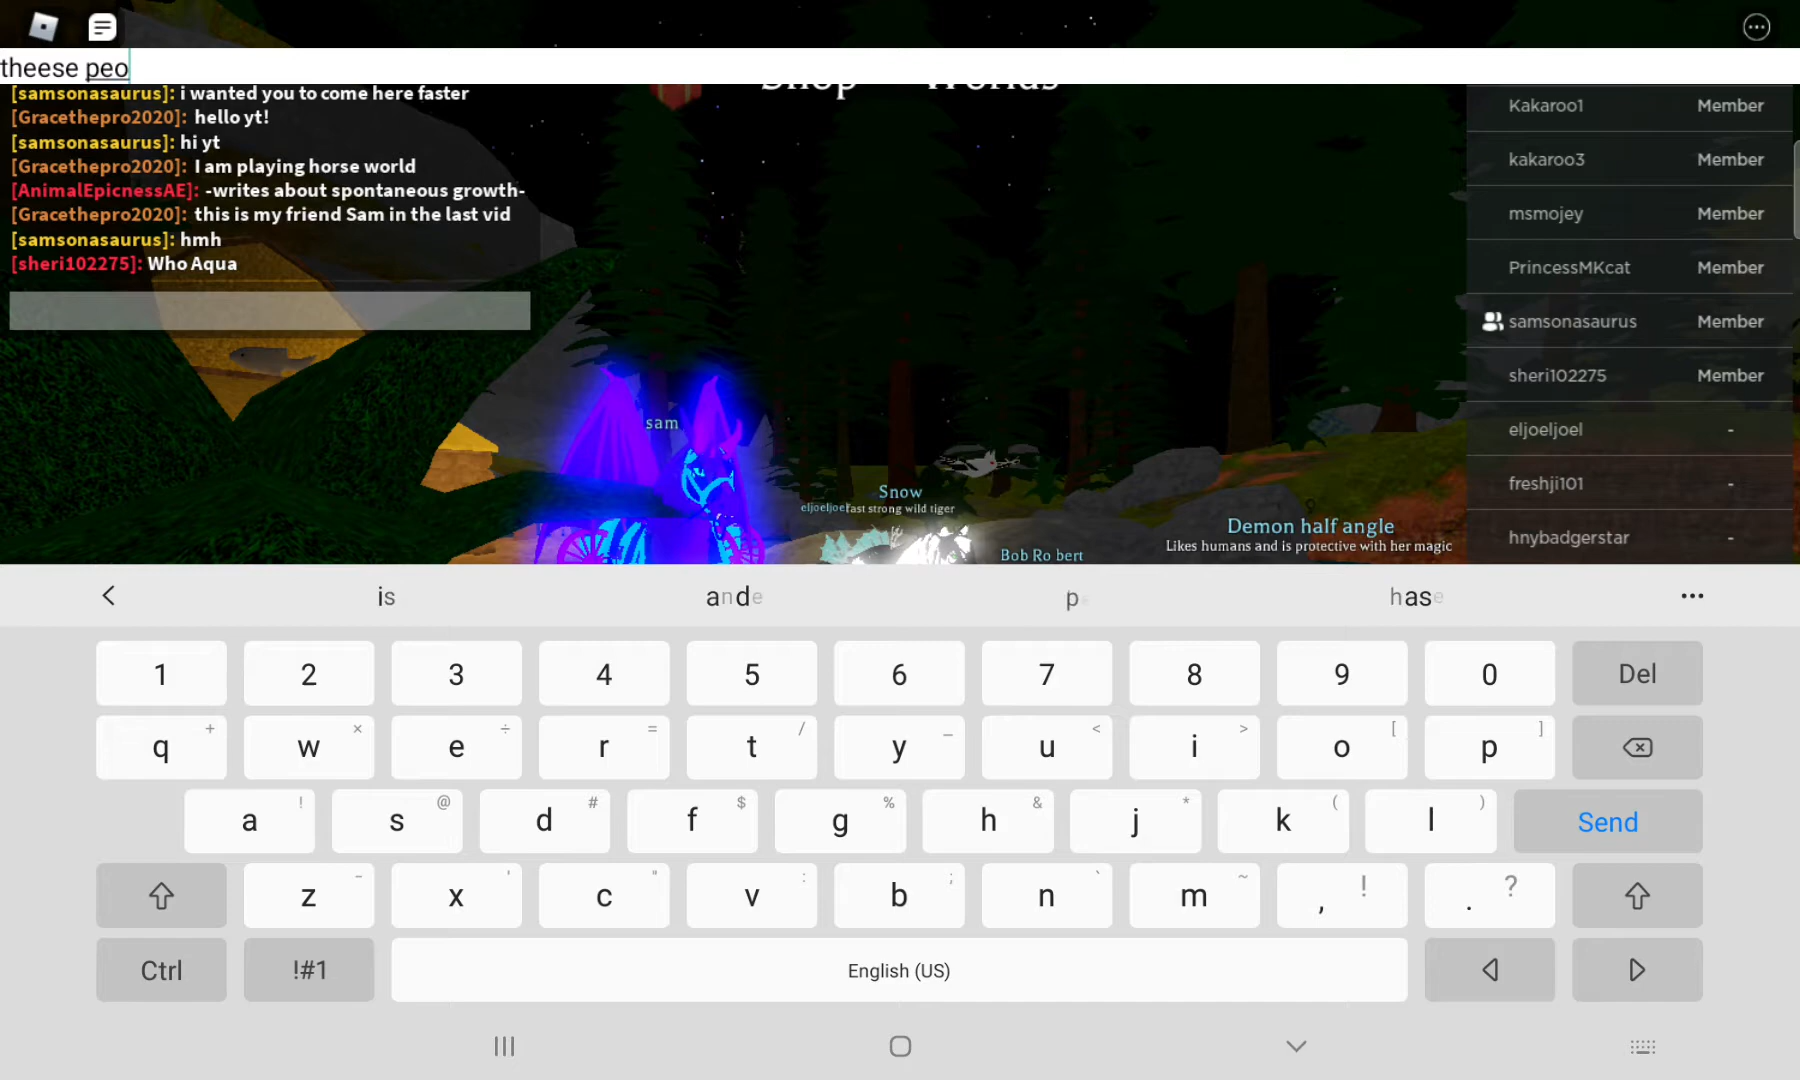 theese peo
Shop Worlds
[samsonasaurus]: i wanted you to come here faster
[Gracethepro2020]: hello yt!
[samsonasaurus]: hi yt
[Gracethepro2020]: I am playing horse world
[AnimalEpicnessAE]: -writes about spontaneous growth-
[Gracethepro2020]: this is my friend Sam in the last vid
[samsonasaurus]: hmh
[sheri102275]: Who Aqua
Kakaroo1 Member
kakaroo3 Member
msmojey Member
PrincessMKcat Member
samsonasaurus Member
sheri102275 Member
eljoeljoel -
freshji101 -
hnybadgerstar -
sam
Snow
eljoeljoel fast strong wild tiger
Bob Ro bert
Demon half angle
Likes humans and is protective with her magic
is p
1 2 3 4 5 6 7 8 9 0 Del
q + w × e ÷ r = t / y _ u < i > o [ p ]
a ! s @ d # f $ g % h & j * k ( l ) Send
z - x ' c " v : b ; n ` m ~ , ! . ?
Ctrl !#1 English (US)